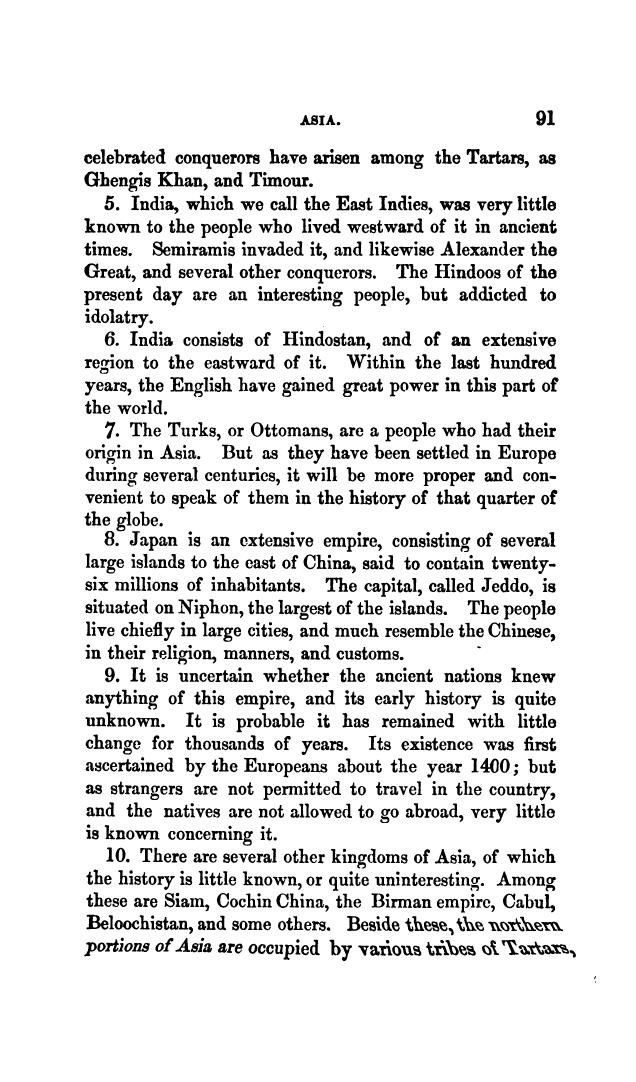 ASIA. 91
celebrated conquerors have arisen among the Tartars, as
Ghengis Khan, and Timour.
5. India, which we call the East Indies, was very little
known to the people who lived westward of it in ancient
times. Semiramis invaded it, and likewise Alexander the
Great, and several other conquerors. The Hindoos of the
present day are an interesting people, but addicted to
idolatry.
6. India consists of Hindostan, and of an extensive
region to the eastward of it. Within the last hundred
years, the English have gained great power in this part of
the world.
7. The Turks, or Ottomans, are a people who had their
origin in Asia. But as they have been settled in Europe
during several centuries, it will be more proper and con-
venient to speak of them in the history of that quarter of
the globe.
8. Japan is an extensive empire, consisting of several
large islands to the east of China, said to contain twenty-
six millions of inhabitants. The capital, called Jeddo, is
situated on Niphon, the largest of the islands. The people
live chiefly in large cities, and much resemble the Chinese,
in their religion, manners, and customs.
9. It is uncertain whether the ancient nations knew
anything of this empire, and its early history is quite
unknown. It is probable it has remained with little
change for thousands of years. Its existence was first
ascertained by the Europeans about the year 1400; but
as strangers are not permitted to travel in the country,
and the natives are not allowed to go abroad, very little
is known concerning it.
10. There are several other kingdoms of Asia, of which
the history is little known, or quite uninteresting. Among
these are Siam, Cochin China, the Birman empire, Cabul,
Beloochistan, and some others. Beside these, the northern
portions of Asia are occupied by various tribes of Tartars,